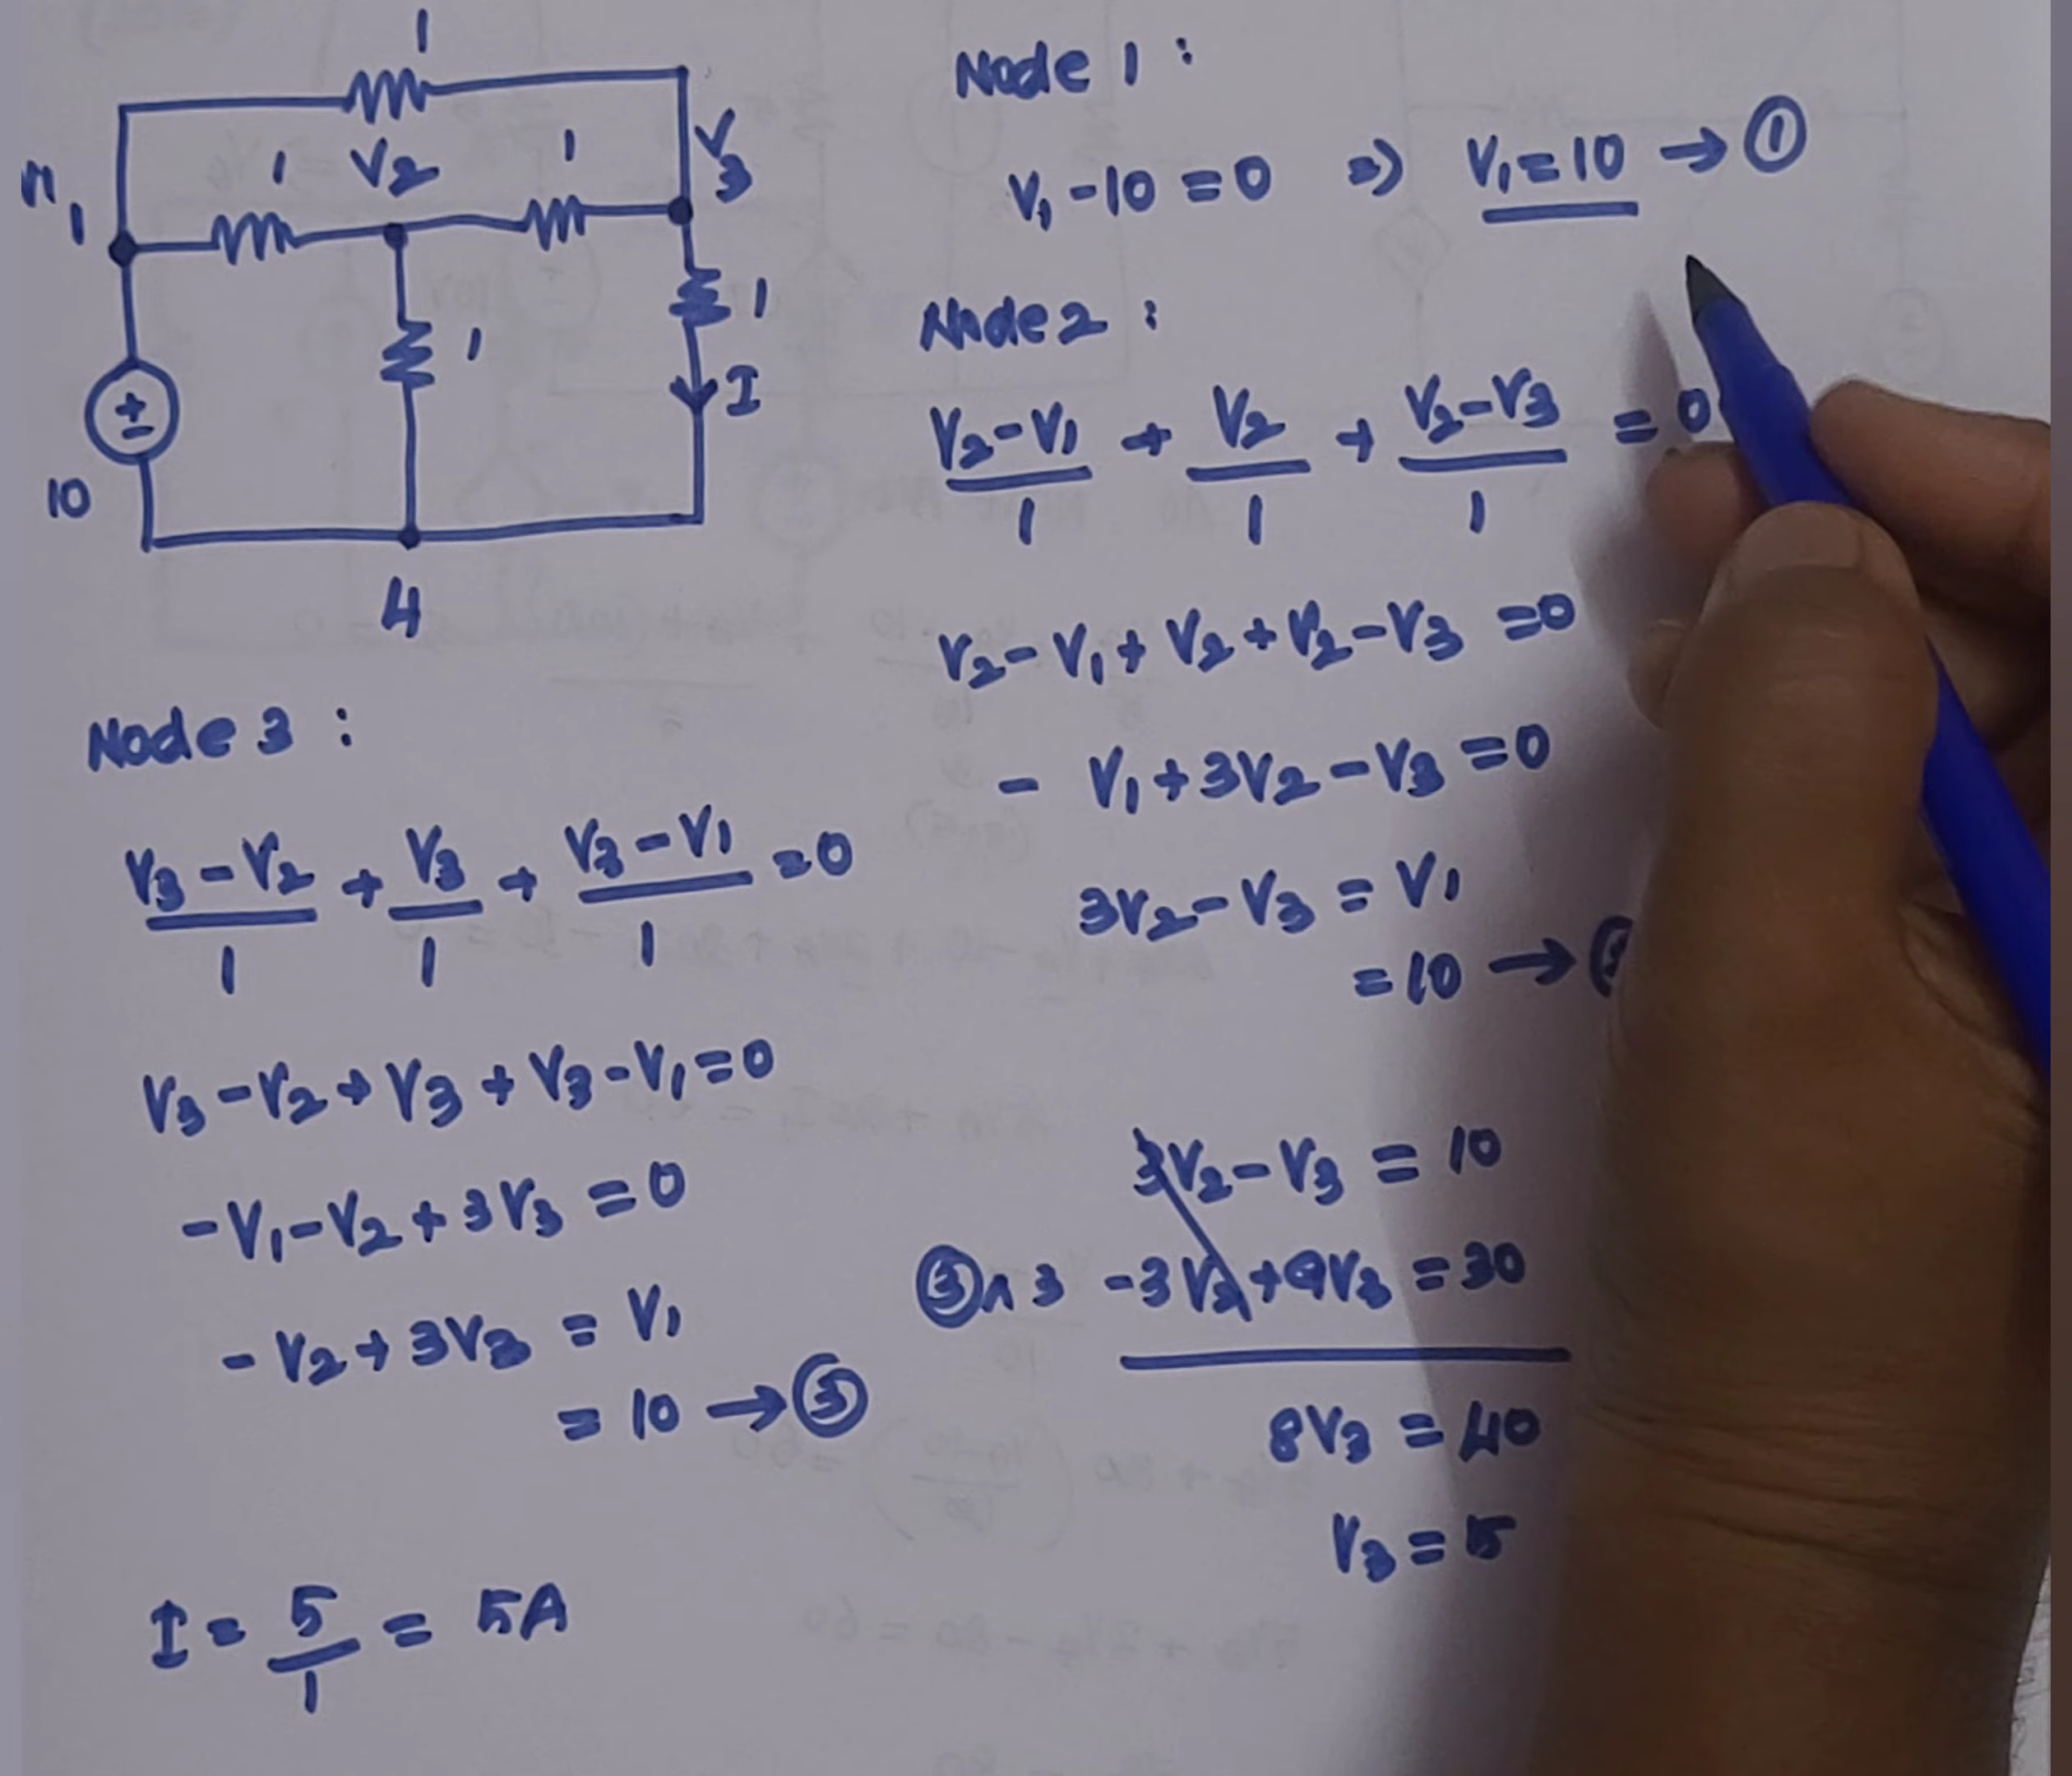 1
1 V2 1 V3
n1
1 1
I
10
4
Node 1 :
V1 - 10 = 0 => V1 = 10 → ①
Node 2 :
V2-V1/1 + V2/1 + V2-V3/1 = 0
V2 - V1 + V2 + V2 - V3 = 0
- V1 + 3V2 - V3 = 0
3V2 - V3 = V1
= 10 →
Node 3 :
V3-V2/1 + V3/1 + V3-V1/1 = 0
V3 - V2 + V3 + V3 - V1 = 0
-V1 - V2 + 3V3 = 0
- V2 + 3V3 = V1
= 10 → ③
3V2 - V3 = 10
③ × 3 -3V2 + 9V3 = 30
8V3 = 40
V3 = 5
I = 5/1 = 5A